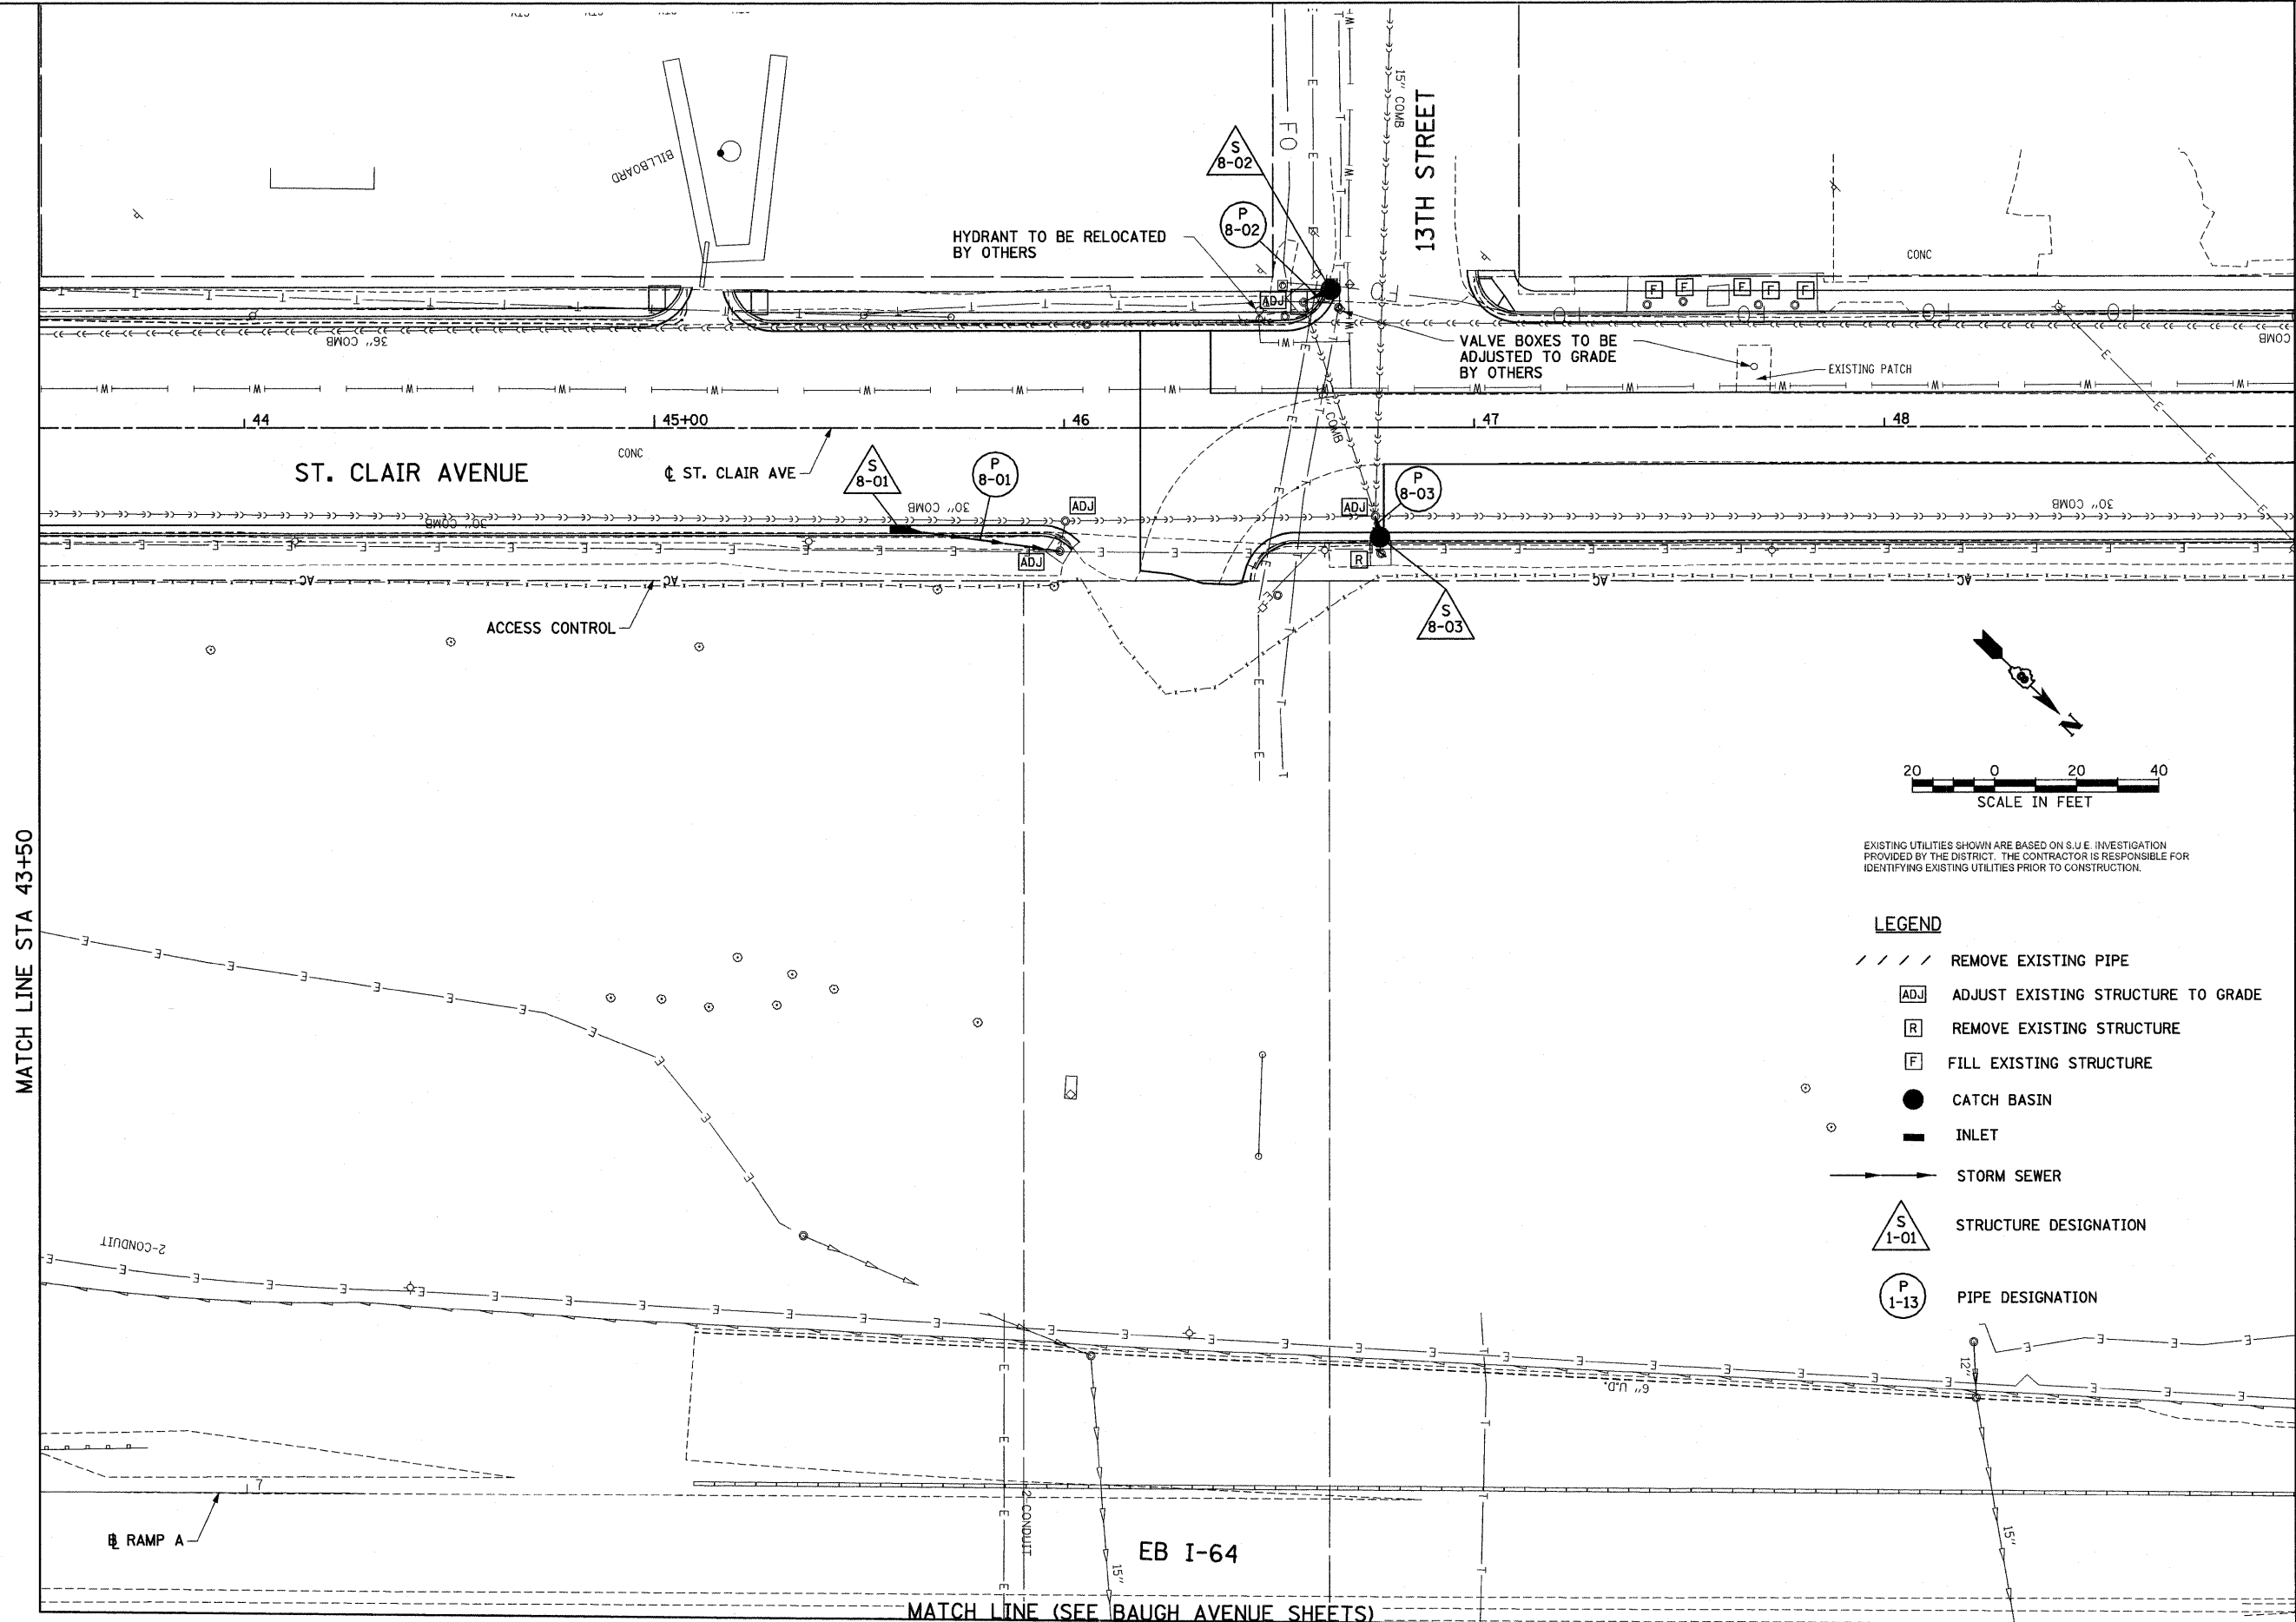 BILLBOARD
FO
15" COMB
13TH STREET
S
8-02
P
8-02
HYDRANT TO BE RELOCATED
BY OTHERS
ADJ
CONC
F
F
F
F
F
36" COMB
VALVE BOXES TO BE
ADJUSTED TO GRADE
BY OTHERS
EXISTING PATCH
COMB
44
45+00
46
47
48
CONC
ST. CLAIR AVENUE
℄ ST. CLAIR AVE
S
8-01
P
8-01
COMB
P
8-03
30" COMB
30" COMB
30" COMB
ADJ
ADJ
ADJ
R
AC
AC
AC
AC
ACCESS CONTROL
S
8-03
N
20 0 20 40
SCALE IN FEET
MATCH LINE STA 43+50
EXISTING UTILITIES SHOWN ARE BASED ON S.U.E. INVESTIGATION
PROVIDED BY THE DISTRICT. THE CONTRACTOR IS RESPONSIBLE FOR
IDENTIFYING EXISTING UTILITIES PRIOR TO CONSTRUCTION.
LEGEND
REMOVE EXISTING PIPE
ADJ ADJUST EXISTING STRUCTURE TO GRADE
R REMOVE EXISTING STRUCTURE
F FILL EXISTING STRUCTURE
CATCH BASIN
INLET
STORM SEWER
S
1-01 STRUCTURE DESIGNATION
P
1-13 PIPE DESIGNATION
2-CONDUIT
6" U.D.
12"
7
BL RAMP A
2-CONDUIT
15"
EB I-64
15"
MATCH LINE (SEE BAUGH AVENUE SHEETS)